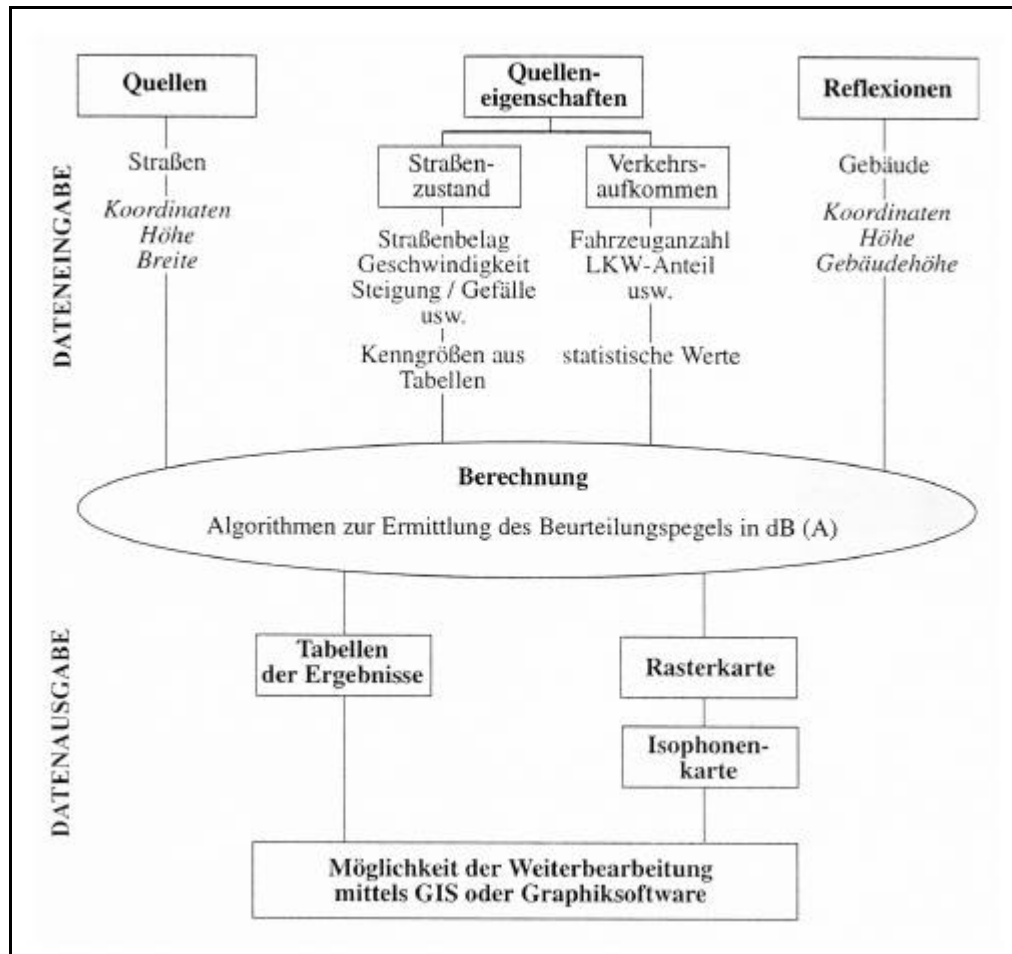 DATENEINGABE
Quellen
Straßen
Koordinaten
Höhe
Breite
Quellen-
eigenschaften
Straßen-
zustand
Straßenbelag
Geschwindigkeit
Steigung / Gefälle
usw.
Kenngrößen aus
Tabellen
Verkehrs-
aufkommen
Fahrzeuganzahl
LKW-Anteil
usw.
statistische Werte
Reflexionen
Gebäude
Koordinaten
Höhe
Gebäudehöhe
Berechnung
Algorithmen zur Ermittlung des Beurteilungspegels in dB (A)
DATENAUSGABE
Tabellen
der Ergebnisse
Rasterkarte
Isophonen-
karte
Möglichkeit der Weiterbearbeitung
mittels GIS oder Graphiksoftware